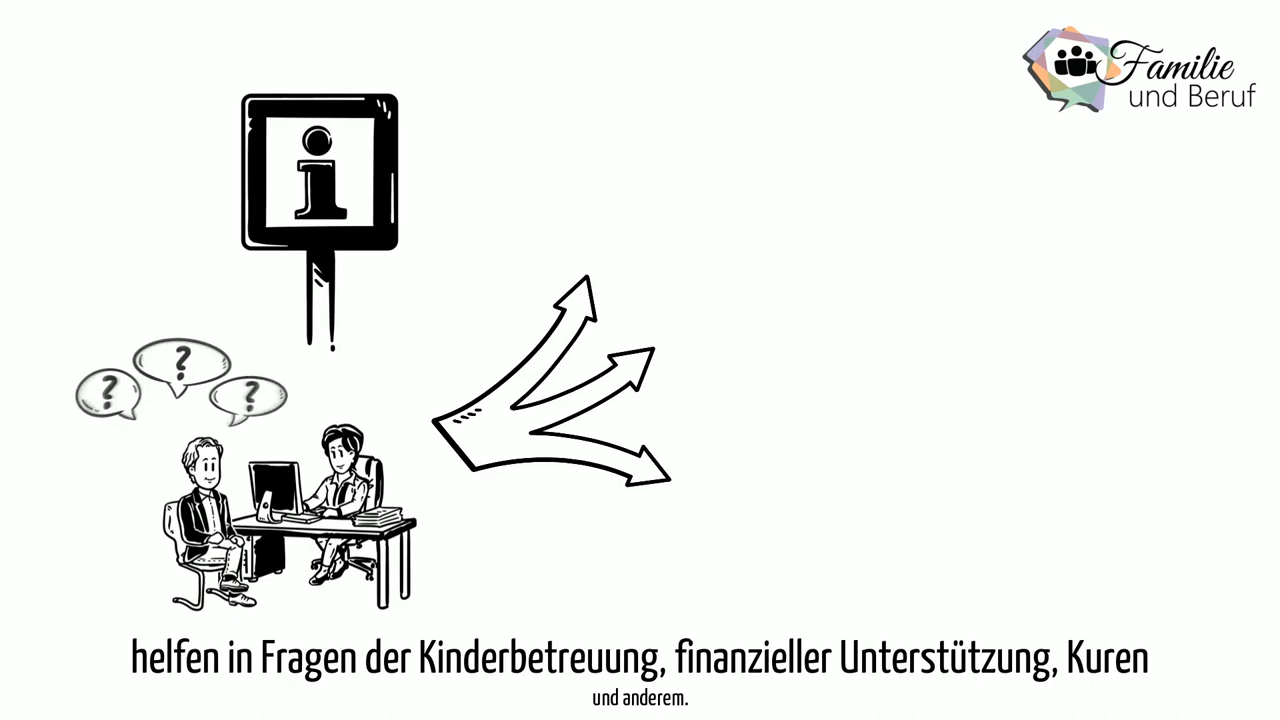 Familie
und Beruf
i
?
? ?
helfen in Fragen der Kinderbetreuung, finanzieller Unterstützung, Kuren
und anderem.